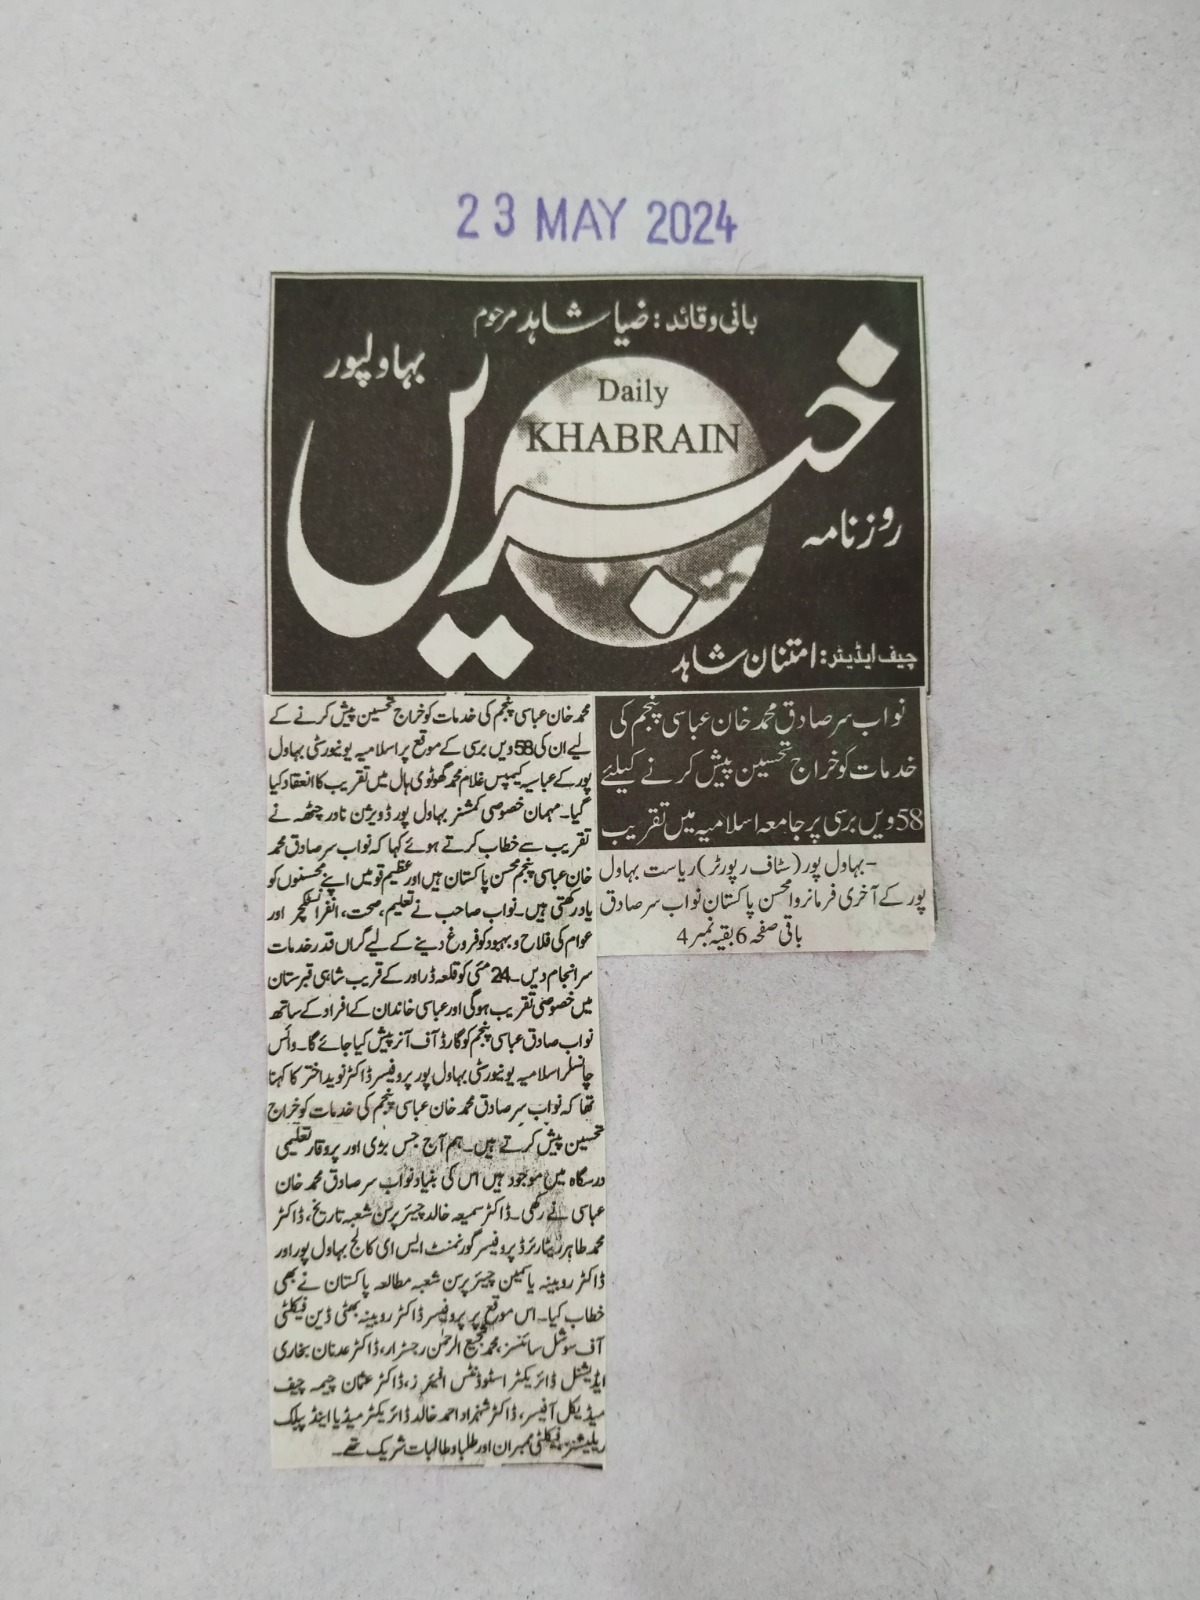 23 MAY 2024
بانی و قائد: ضیا شاہد مرحوم
بہاولپور
Daily
KHABRAIN
خبریں
روزنامہ
چیف ایڈیٹر: امتنان شاہد
نواب سر صادق محمد خان عباسی پنجم کی
خدمات کو خراج تحسین پیش کرنے کیلئے
58ویں برسی پر جامعہ اسلامیہ میں تقریب
-بہاول پور (سٹاف رپورٹر) ریاست بہاول
پور کے آخری فرمانروا محسن پاکستان نواب سر صادق
باقی صفحہ 6 بقیہ نمبر 4
محمد خان عباسی پنجم کی خدمات کو خراج تحسین پیش کرنے کے
لیے ان کی 58 ویں برسی کے موقع پر اسلامیہ یونیورسٹی بہاول
پور کے عباسیہ کیمپس غلام محمد گھوٹوی ہال میں تقریب کا انعقاد کیا
گیا۔ مہمان خصوصی کمشنر بہاول پور ڈویژن نادر چٹھہ نے
تقریب سے خطاب کرتے ہوئے کہا کہ نواب سر صادق محمد
خان عباسی پنجم محسن پاکستان ہیں اور عظیم قومیں اپنے محسنوں کو
یاد رکھتی ہیں۔ نواب صاحب نے تعلیم، صحت، انفراسٹکچر اور
عوام کی فلاح و بہبود کو فروغ دینے کے لیے گراں قدر خدمات
سرانجام دیں۔ 24 مئی کو قلعہ ڈراور کے قریب شاہی قبرستان
میں خصوصی تقریب ہوگی اور عباسی خاندان کے افراد کے ساتھ
نواب صادق عباسی پنجم کو گارڈ آف آنر پیش کیا جائے گا۔ وائس
چانسلر اسلامیہ یونیورسٹی بہاول پور پروفیسر ڈاکٹر نوید اختر کا کہنا
تھا کہ نواب سر صادق محمد خان عباسی پنجم کی خدمات کو خراج
تحسین پیش کرتے ہیں۔ ہم آج جس بڑی اور پروقار تعلیمی
درسگاہ میں موجود ہیں اس کی بنیاد نواب سر صادق محمد خان
عباسی نے رکھی۔ ڈاکٹر سمیعہ خالد چیئرپرسن شعبہ تاریخ، ڈاکٹر
محمد طاہر ریٹائرڈ پروفیسر گورنمنٹ ایس ای کالج بہاول پور اور
ڈاکٹر روبینہ یاسمین چیئرپرسن شعبہ مطالعہ پاکستان نے بھی
خطاب کیا۔ اس موقع پر پروفیسر ڈاکٹر روبینہ بھٹی ڈین فیکلٹی
آف سوشل سائنسز، محمد شجیع الرحمٰن رجسٹرار، ڈاکٹر عدنان بخاری
ایڈیشنل ڈائریکٹر اسٹوڈنٹس افیئرز، ڈاکٹر عثمان چیمہ چیف
میڈیکل آفیسر، ڈاکٹر شہزاد احمد خالد ڈائریکٹر میڈیا اینڈ پبلک
ریلیشنز، فیکلٹی ممبران اور طلبا و طالبات شریک تھے۔